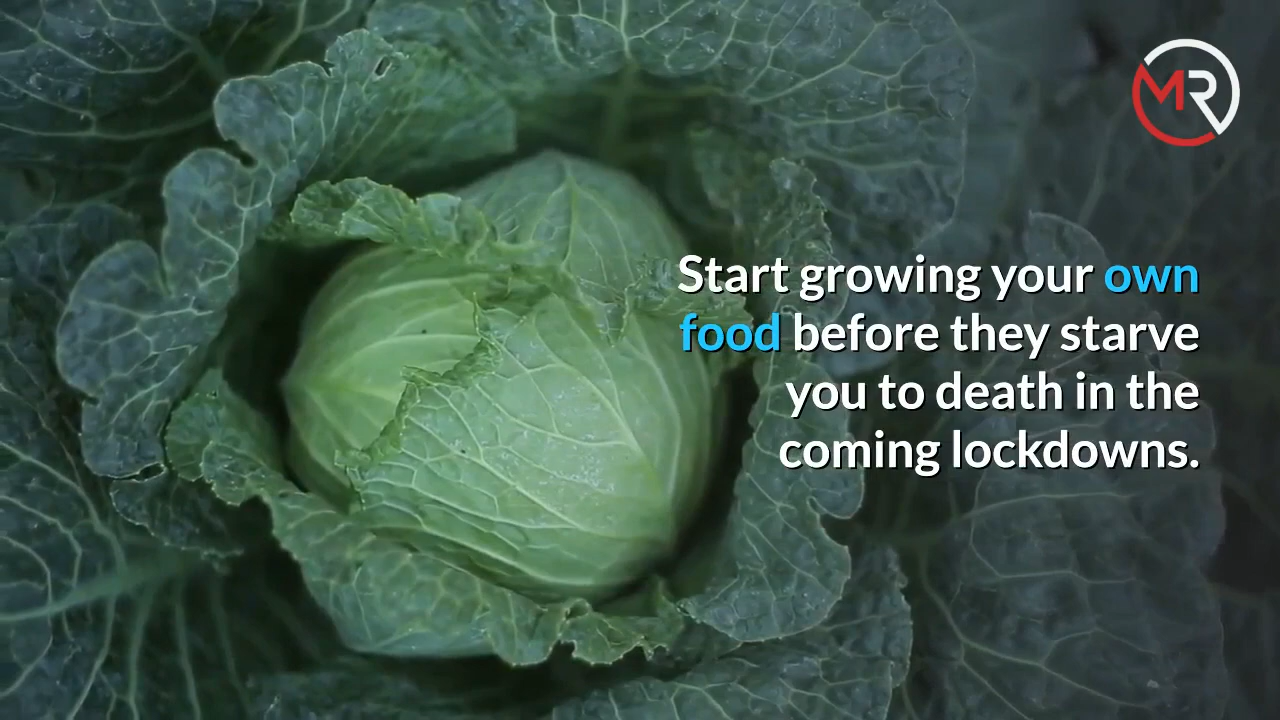 MR
Start growing your own
food before they starve
you to death in the
coming lockdowns.